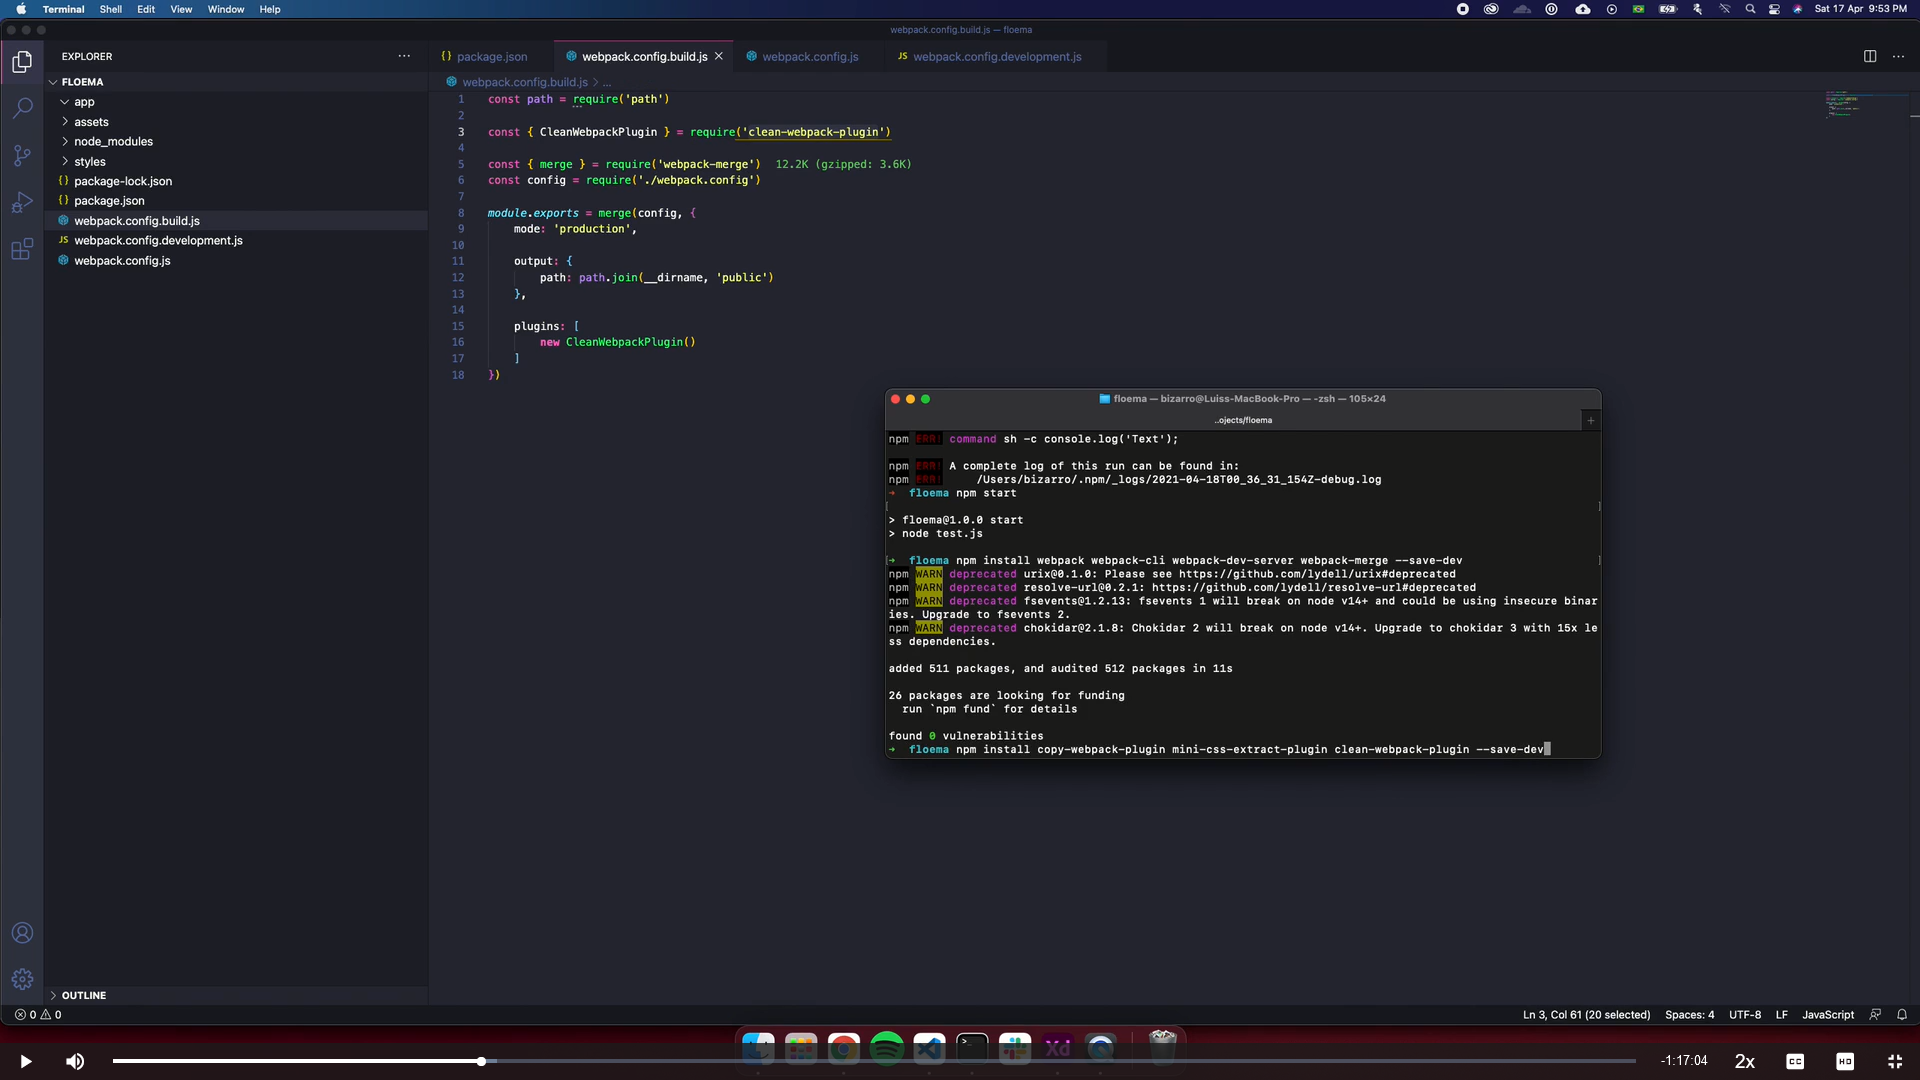 Terminal Shell Edit View Window Help
Sat 17 Apr 9:53 PM
webpack.config.build.js — floema
EXPLORER
package.json
webpack.config.build.js
webpack.config.js
JS webpack.config.development.js
FLOEMA
app
assets
node_modules
styles
{} package-lock.json
{} package.json
webpack.config.build.js
JS webpack.config.development.js
webpack.config.js
webpack.config.build.js > ...
1 const path = require('path')
2
3 const { CleanWebpackPlugin } = require('clean-webpack-plugin')
4
5 const { merge } = require('webpack-merge') 12.2K (gzipped: 3.6K)
6 const config = require('./webpack.config')
7
8 module.exports = merge(config, {
9 mode: 'production',
10
11 output: {
12 path: path.join(__dirname, 'public')
13 },
14
15 plugins: [
16 new CleanWebpackPlugin()
17 ]
18 })
floema — bizarro@Luiss-MacBook-Pro — -zsh — 105×24
..ojects/floema
npm ERR! command sh -c console.log('Text');
npm ERR! A complete log of this run can be found in:
npm ERR! /Users/bizarro/.npm/_logs/2021-04-18T00_36_31_154Z-debug.log
→ floema npm start
> floema@1.0.0 start
> node test.js
→ floema npm install webpack webpack-cli webpack-dev-server webpack-merge --save-dev
npm WARN deprecated urix@0.1.0: Please see https://github.com/lydell/urix#deprecated
npm WARN deprecated resolve-url@0.2.1: https://github.com/lydell/resolve-url#deprecated
npm WARN deprecated fsevents@1.2.13: fsevents 1 will break on node v14+ and could be using insecure binar
ies. Upgrade to fsevents 2.
npm WARN deprecated chokidar@2.1.8: Chokidar 2 will break on node v14+. Upgrade to chokidar 3 with 15x le
ss dependencies.
added 511 packages, and audited 512 packages in 11s
26 packages are looking for funding
run `npm fund` for details
found 0 vulnerabilities
→ floema npm install copy-webpack-plugin mini-css-extract-plugin clean-webpack-plugin --save-dev
OUTLINE
0 0
Ln 3, Col 61 (20 selected) Spaces: 4 UTF-8 LF JavaScript
Xd
-1:17:04 2x CC HD